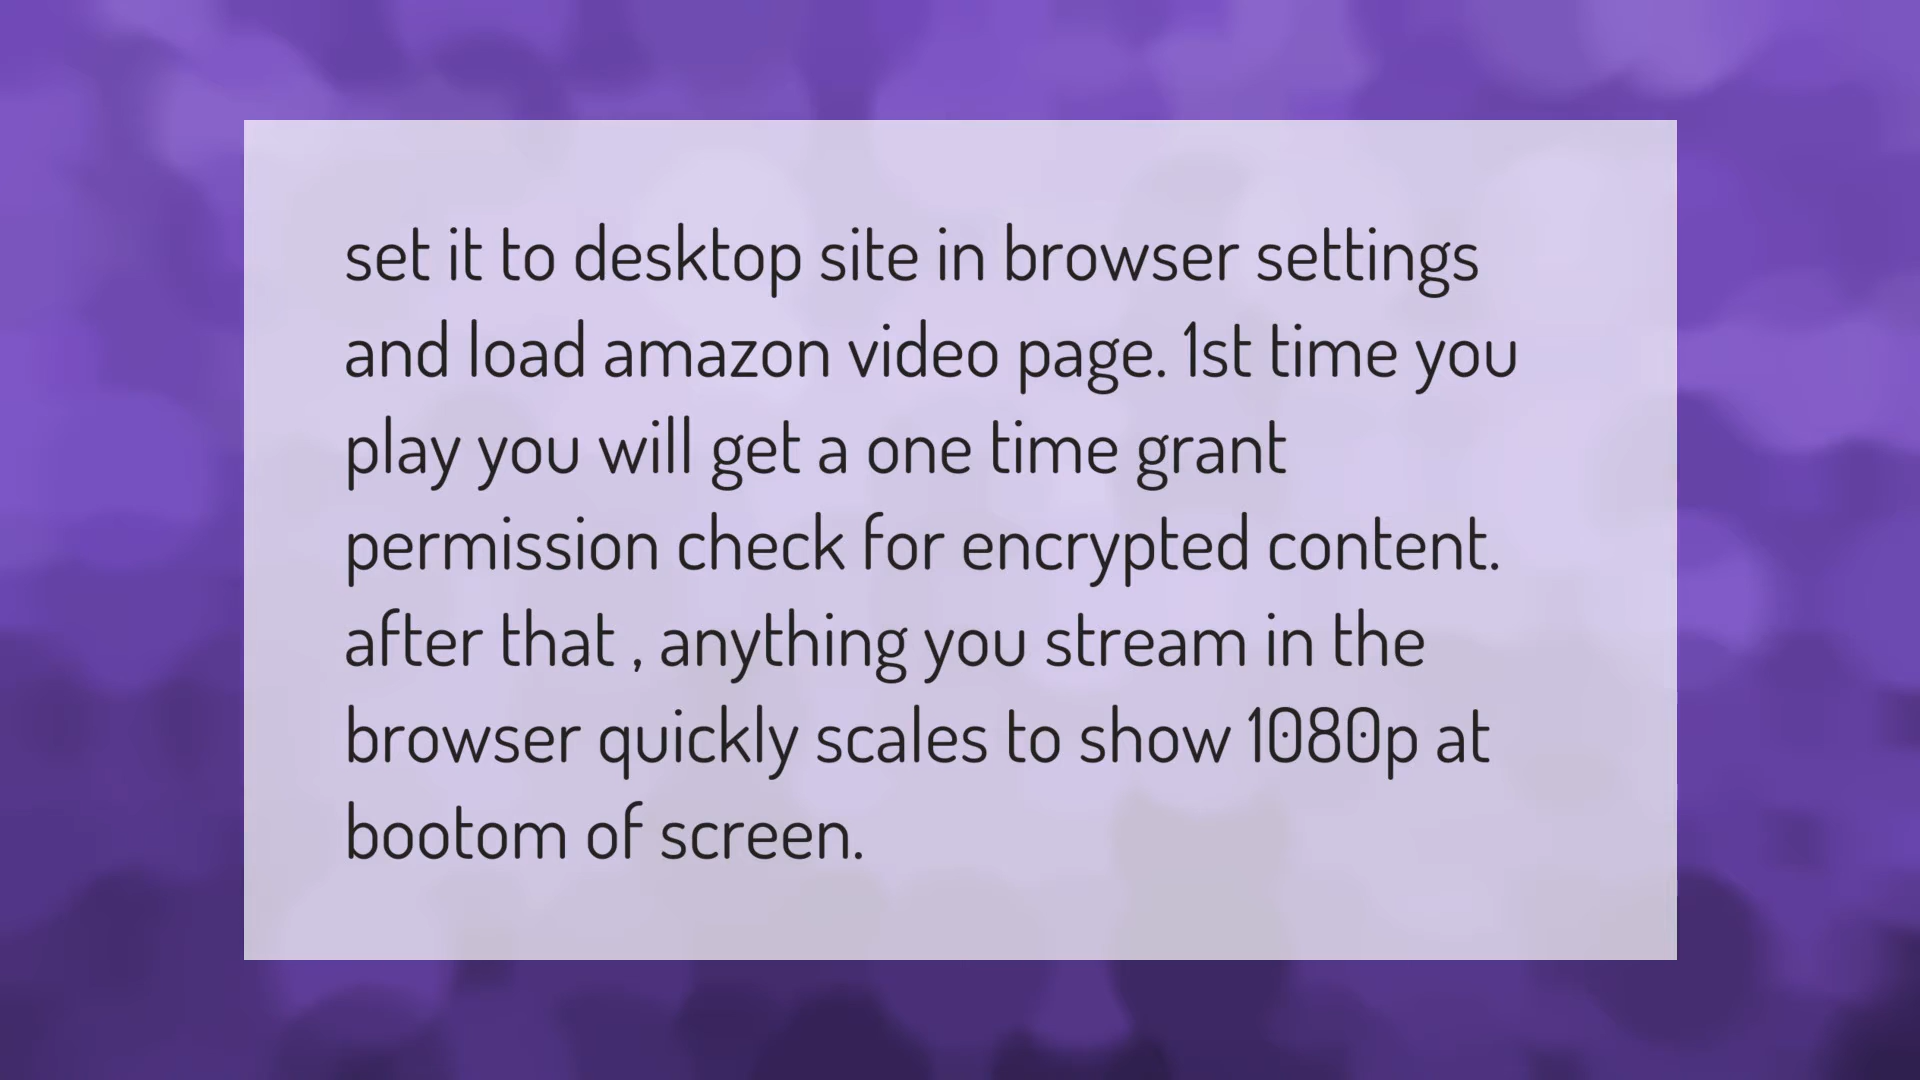 set it to desktop site in browser settings
and load amazon video page. 1st time you
play you will get a one time grant
permission check for encrypted content.
after that , anything you stream in the
browser quickly scales to show 1080p at
bootom of screen.